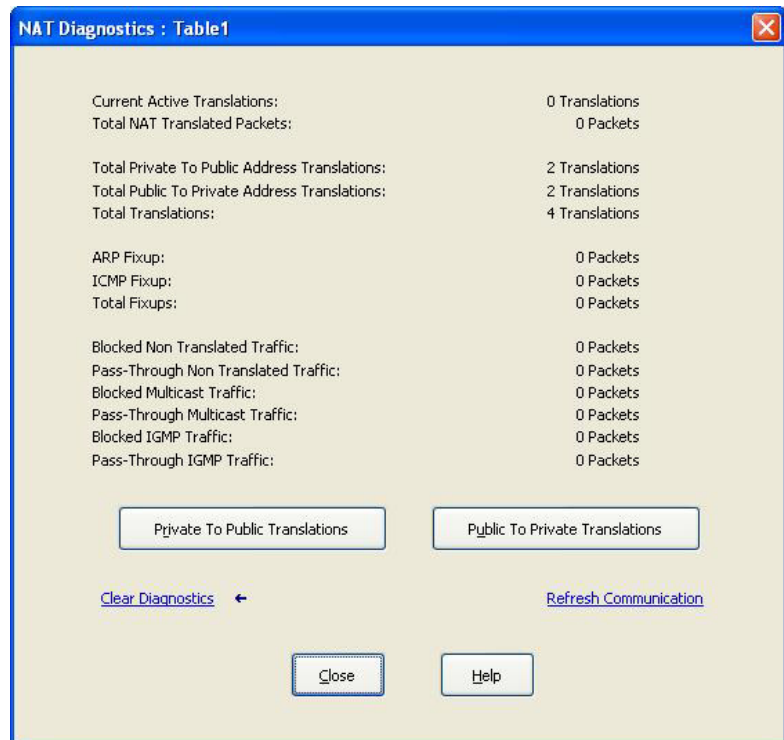 NAT Diagnostics : Table1
Current Active Translations: 0 Translations
Total NAT Translated Packets: 0 Packets
Total Private To Public Address Translations: 2 Translations
Total Public To Private Address Translations: 2 Translations
Total Translations: 4 Translations
ARP Fixup: 0 Packets
ICMP Fixup: 0 Packets
Total Fixups: 0 Packets
Blocked Non Translated Traffic: 0 Packets
Pass-Through Non Translated Traffic: 0 Packets
Blocked Multicast Traffic: 0 Packets
Pass-Through Multicast Traffic: 0 Packets
Blocked IGMP Traffic: 0 Packets
Pass-Through IGMP Traffic: 0 Packets
Private To Public Translations Public To Private Translations
Clear Diagnostics ← Refresh Communication
Close Help